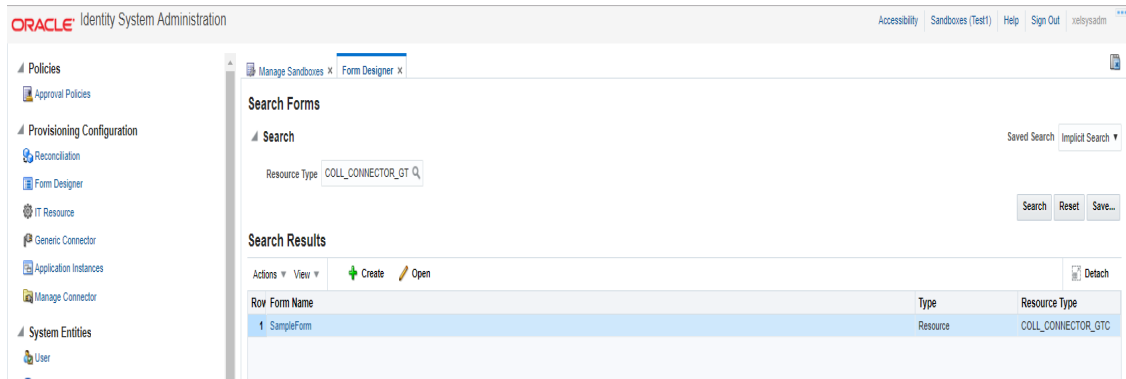 ORACLE Identity System Administration
Accessibility Sandboxes (Test1) Help Sign Out xelsysadm
Policies
Approval Policies
Provisioning Configuration
Reconciliation
Form Designer
IT Resource
Generic Connector
Application Instances
Manage Connector
System Entities
User
Manage Sandboxes × Form Designer ×
Search Forms
Search
Saved Search Implicit Search
Resource Type COLL_CONNECTOR_GT
Search Reset Save...
Search Results
Actions View Create Open Detach
Row Form Name Type Resource Type
1 SampleForm Resource COLL_CONNECTOR_GTC